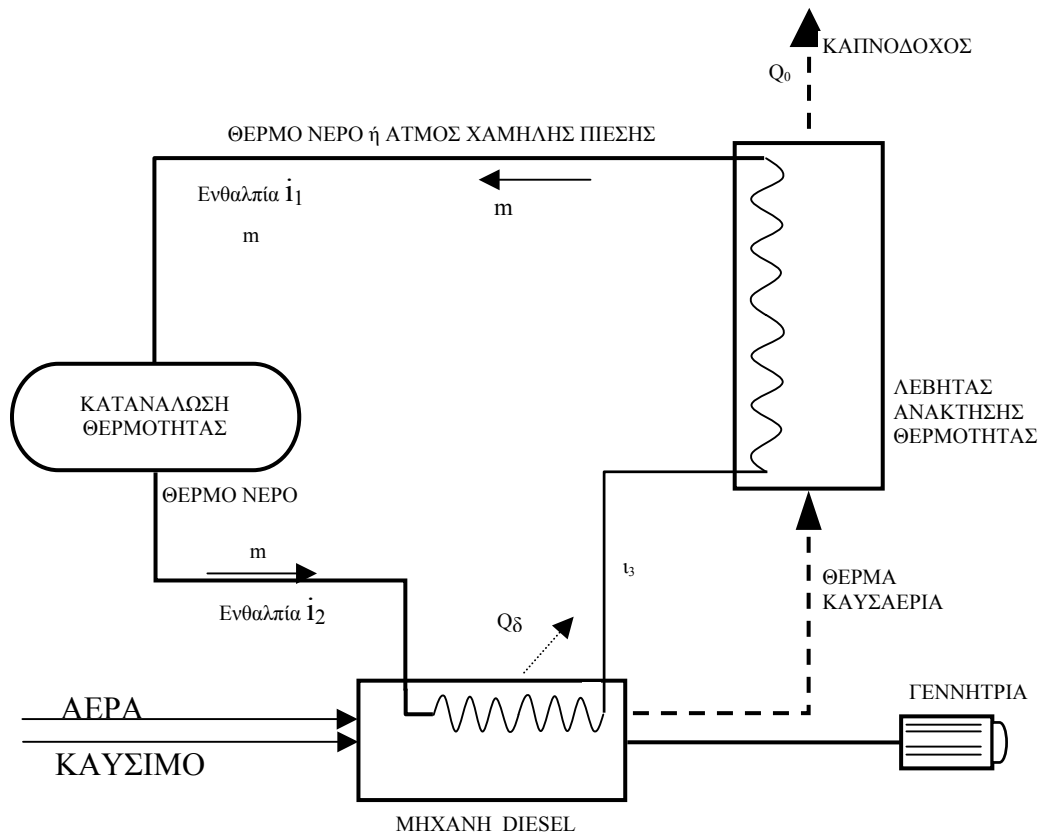 ΚΑΠΝΟΔΟΧΟΣ
Q₀
ΘΕΡΜΟ ΝΕΡΟ ή ΑΤΜΟΣ ΧΑΜΗΛΗΣ ΠΙΕΣΗΣ
Ενθαλπία i₁
m
m
ΚΑΤΑΝΑΛΩΣΗ
ΘΕΡΜΟΤΗΤΑΣ
ΛΕΒΗΤΑΣ
ΑΝΑΚΤΗΣΗΣ
ΘΕΡΜΟΤΗΤΑΣ
ΘΕΡΜΟ ΝΕΡΟ
m
Ενθαλπία i₂
ι₃
ΘΕΡΜΑ
ΚΑΥΣΑΕΡΙΑ
Qδ
ΑΕΡΑ
ΚΑΥΣΙΜΟ
ΓΕΝΝΗΤΡΙΑ
ΜΗΧΑΝΗ DIESEL